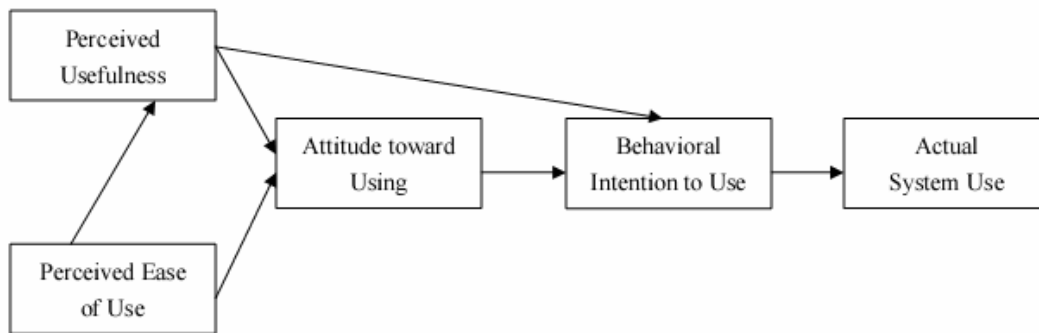 Perceived
Usefulness
Attitude toward
Using
Behavioral
Intention to Use
Actual
System Use
Perceived Ease
of Use